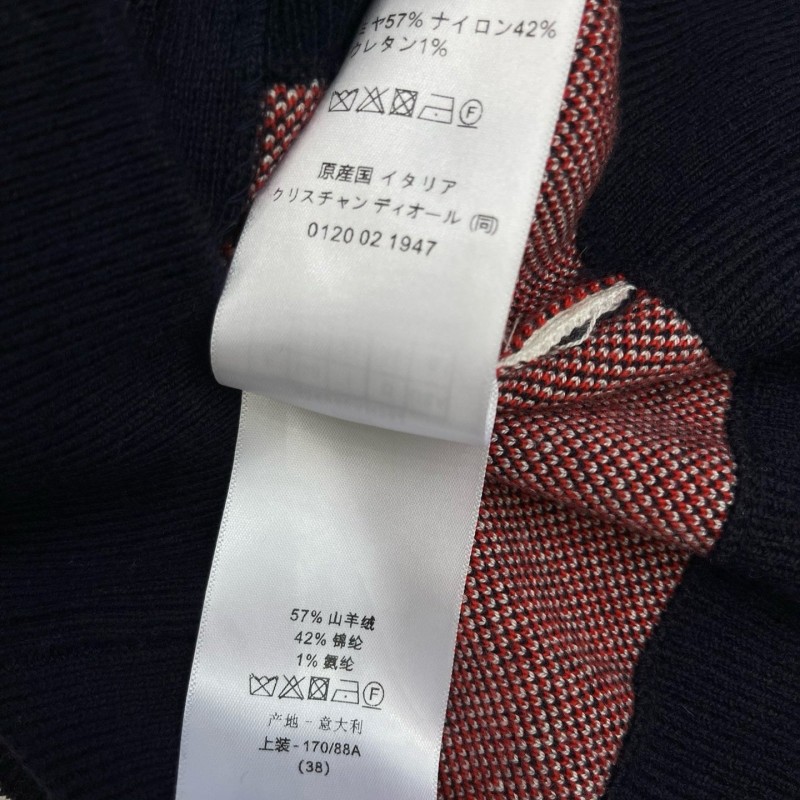 ミヤ57% ナイロン42%
ウレタン1%
F
原産国 イタリア
クリスチャン ディオール (同)
0120 02 1947
57% 山羊绒
42% 锦纶
1% 氨纶
F
产地 - 意大利
上装 - 170/88A
(38)